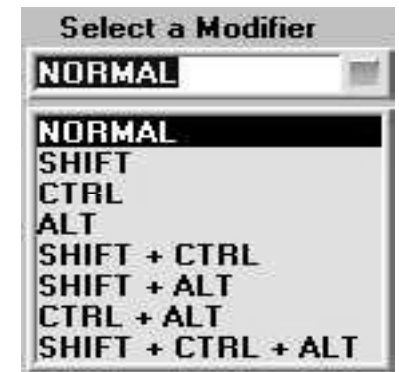 Select a Modifier
NORMAL
NORMAL
SHIFT
CTRL
ALT
SHIFT + CTRL
SHIFT + ALT
CTRL + ALT
SHIFT + CTRL + ALT